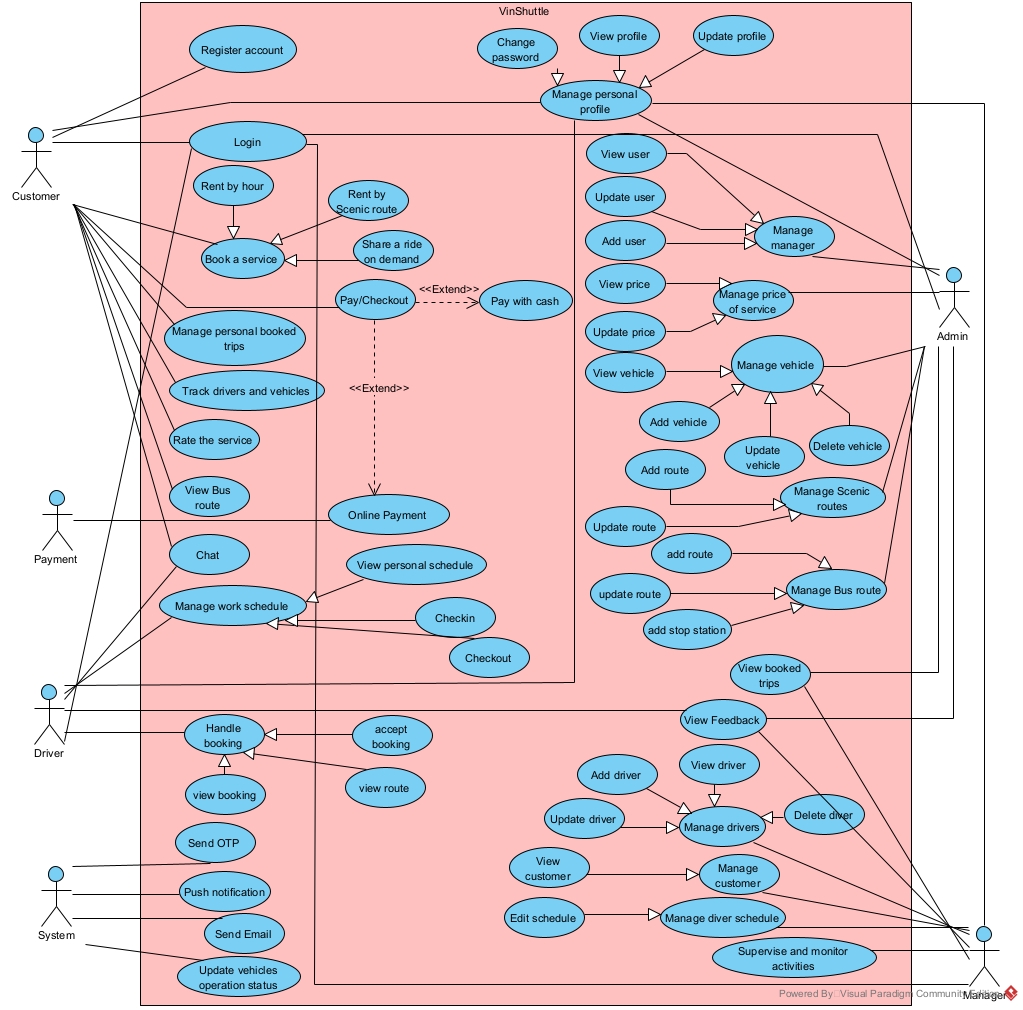 VinShuttle
Register account
Change
password
View profile
Update profile
Manage personal
profile
Customer
Login
Rent by hour
Rent by
Scenic route
Book a service
Share a ride
on demand
Pay/Checkout
<<Extend>>
Pay with cash
Manage personal booked
trips
<<Extend>>
Track drivers and vehicles
Rate the service
View Bus
route
Online Payment
Payment
Chat
View personal schedule
Manage work schedule
Checkin
Checkout
View user
Update user
Add user
Manage
manager
View price
Manage price
of service
Update price
View vehicle
Manage vehicle
Add vehicle
Update
vehicle
Delete vehicle
Admin
Add route
Manage Scenic
routes
Update route
add route
Manage Bus route
update route
add stop station
View booked
trips
View Feedback
Driver
Handle
booking
accept
booking
view booking
view route
View driver
Add driver
Update driver
Manage drivers
Delete diver
View
customer
Manage
customer
Edit schedule
Manage diver schedule
Supervise and monitor
activities
Send OTP
Push notification
Send Email
Update vehicles
operation status
System
Manager
Powered By Visual Paradigm Community Edition